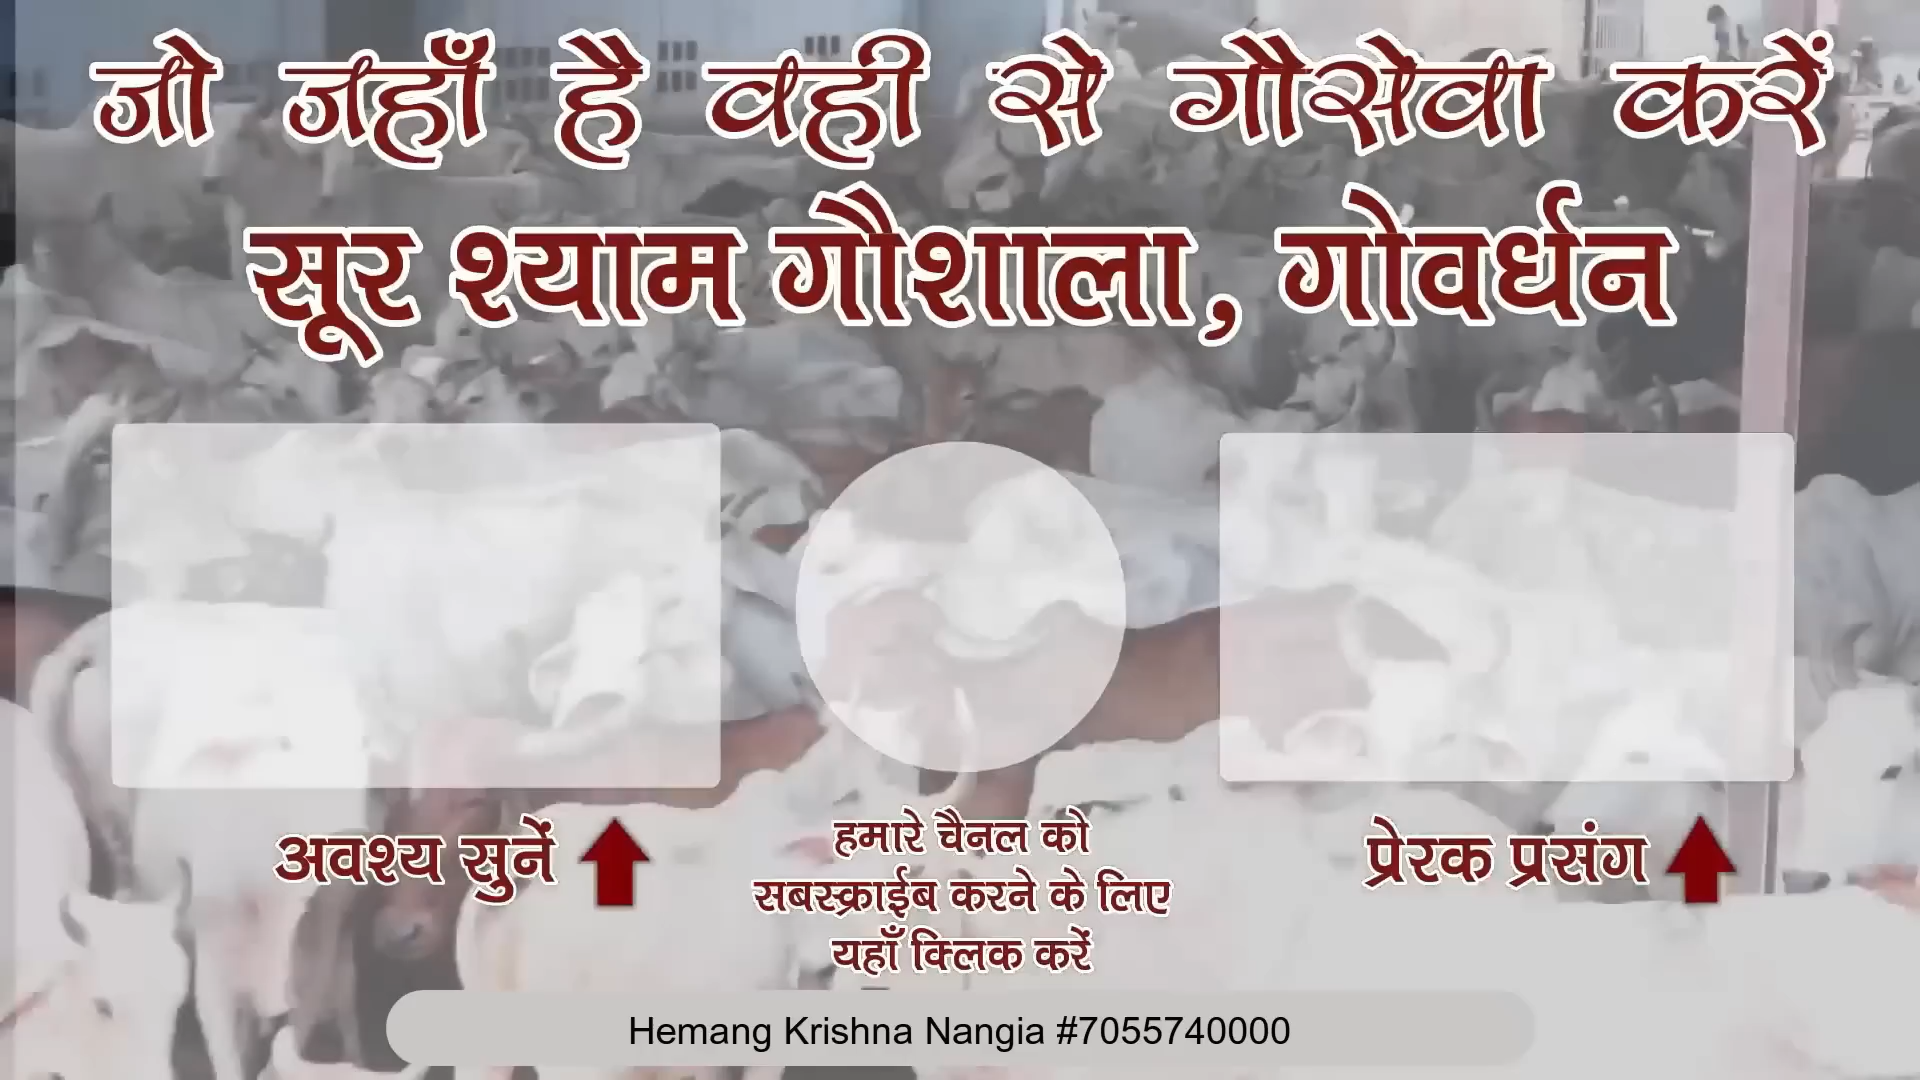 जो जहाँ है वही से गौसेवा करें
सूर श्याम गौशाला, गोवर्धन
अवश्य सुनें
हमारे चैनल को
सबस्क्राईब करने के लिए
यहाँ क्लिक करें
प्रेरक प्रसंग
Hemang Krishna Nangia #7055740000